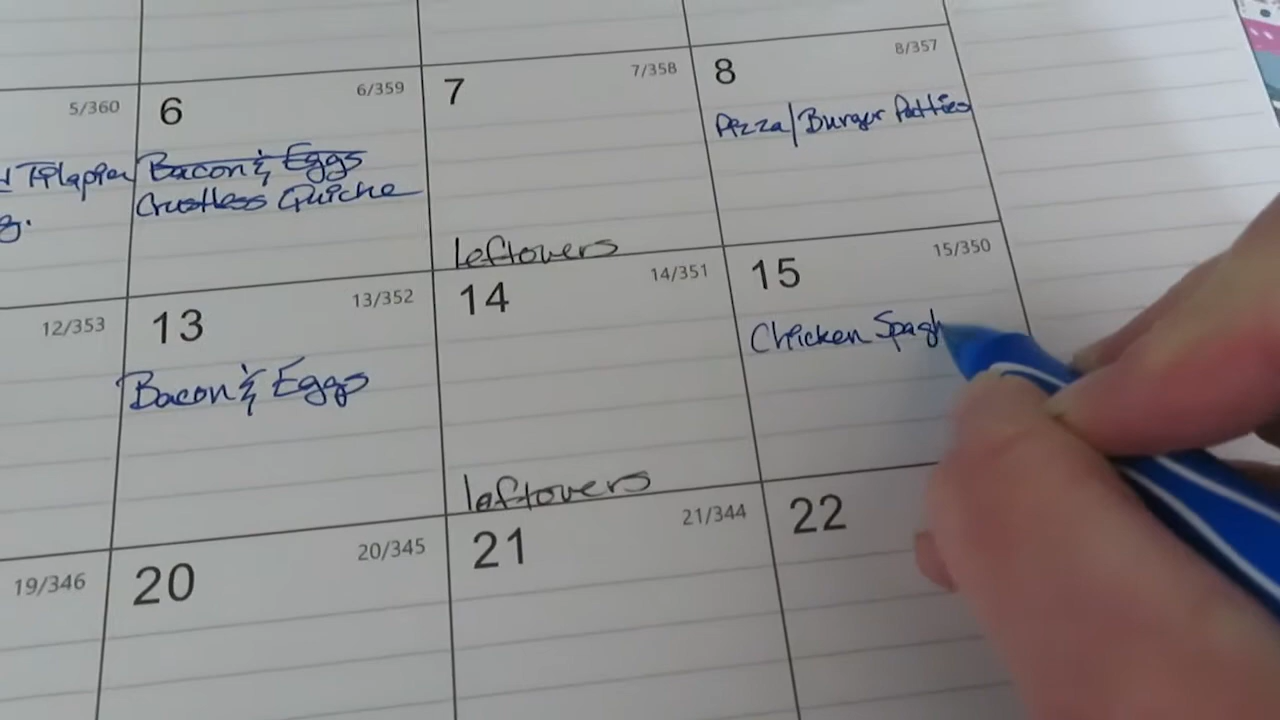 5/360
6
6/359
7
7/358
8
8/357
Tilapia
Bacon & Eggs
Crustless Quiche
leftovers
Pizza/Burger Patties
12/353
13
13/352
14
14/351
15
15/350
Bacon & Eggs
leftovers
Chicken Spagh
19/346
20
20/345
21
21/344
22